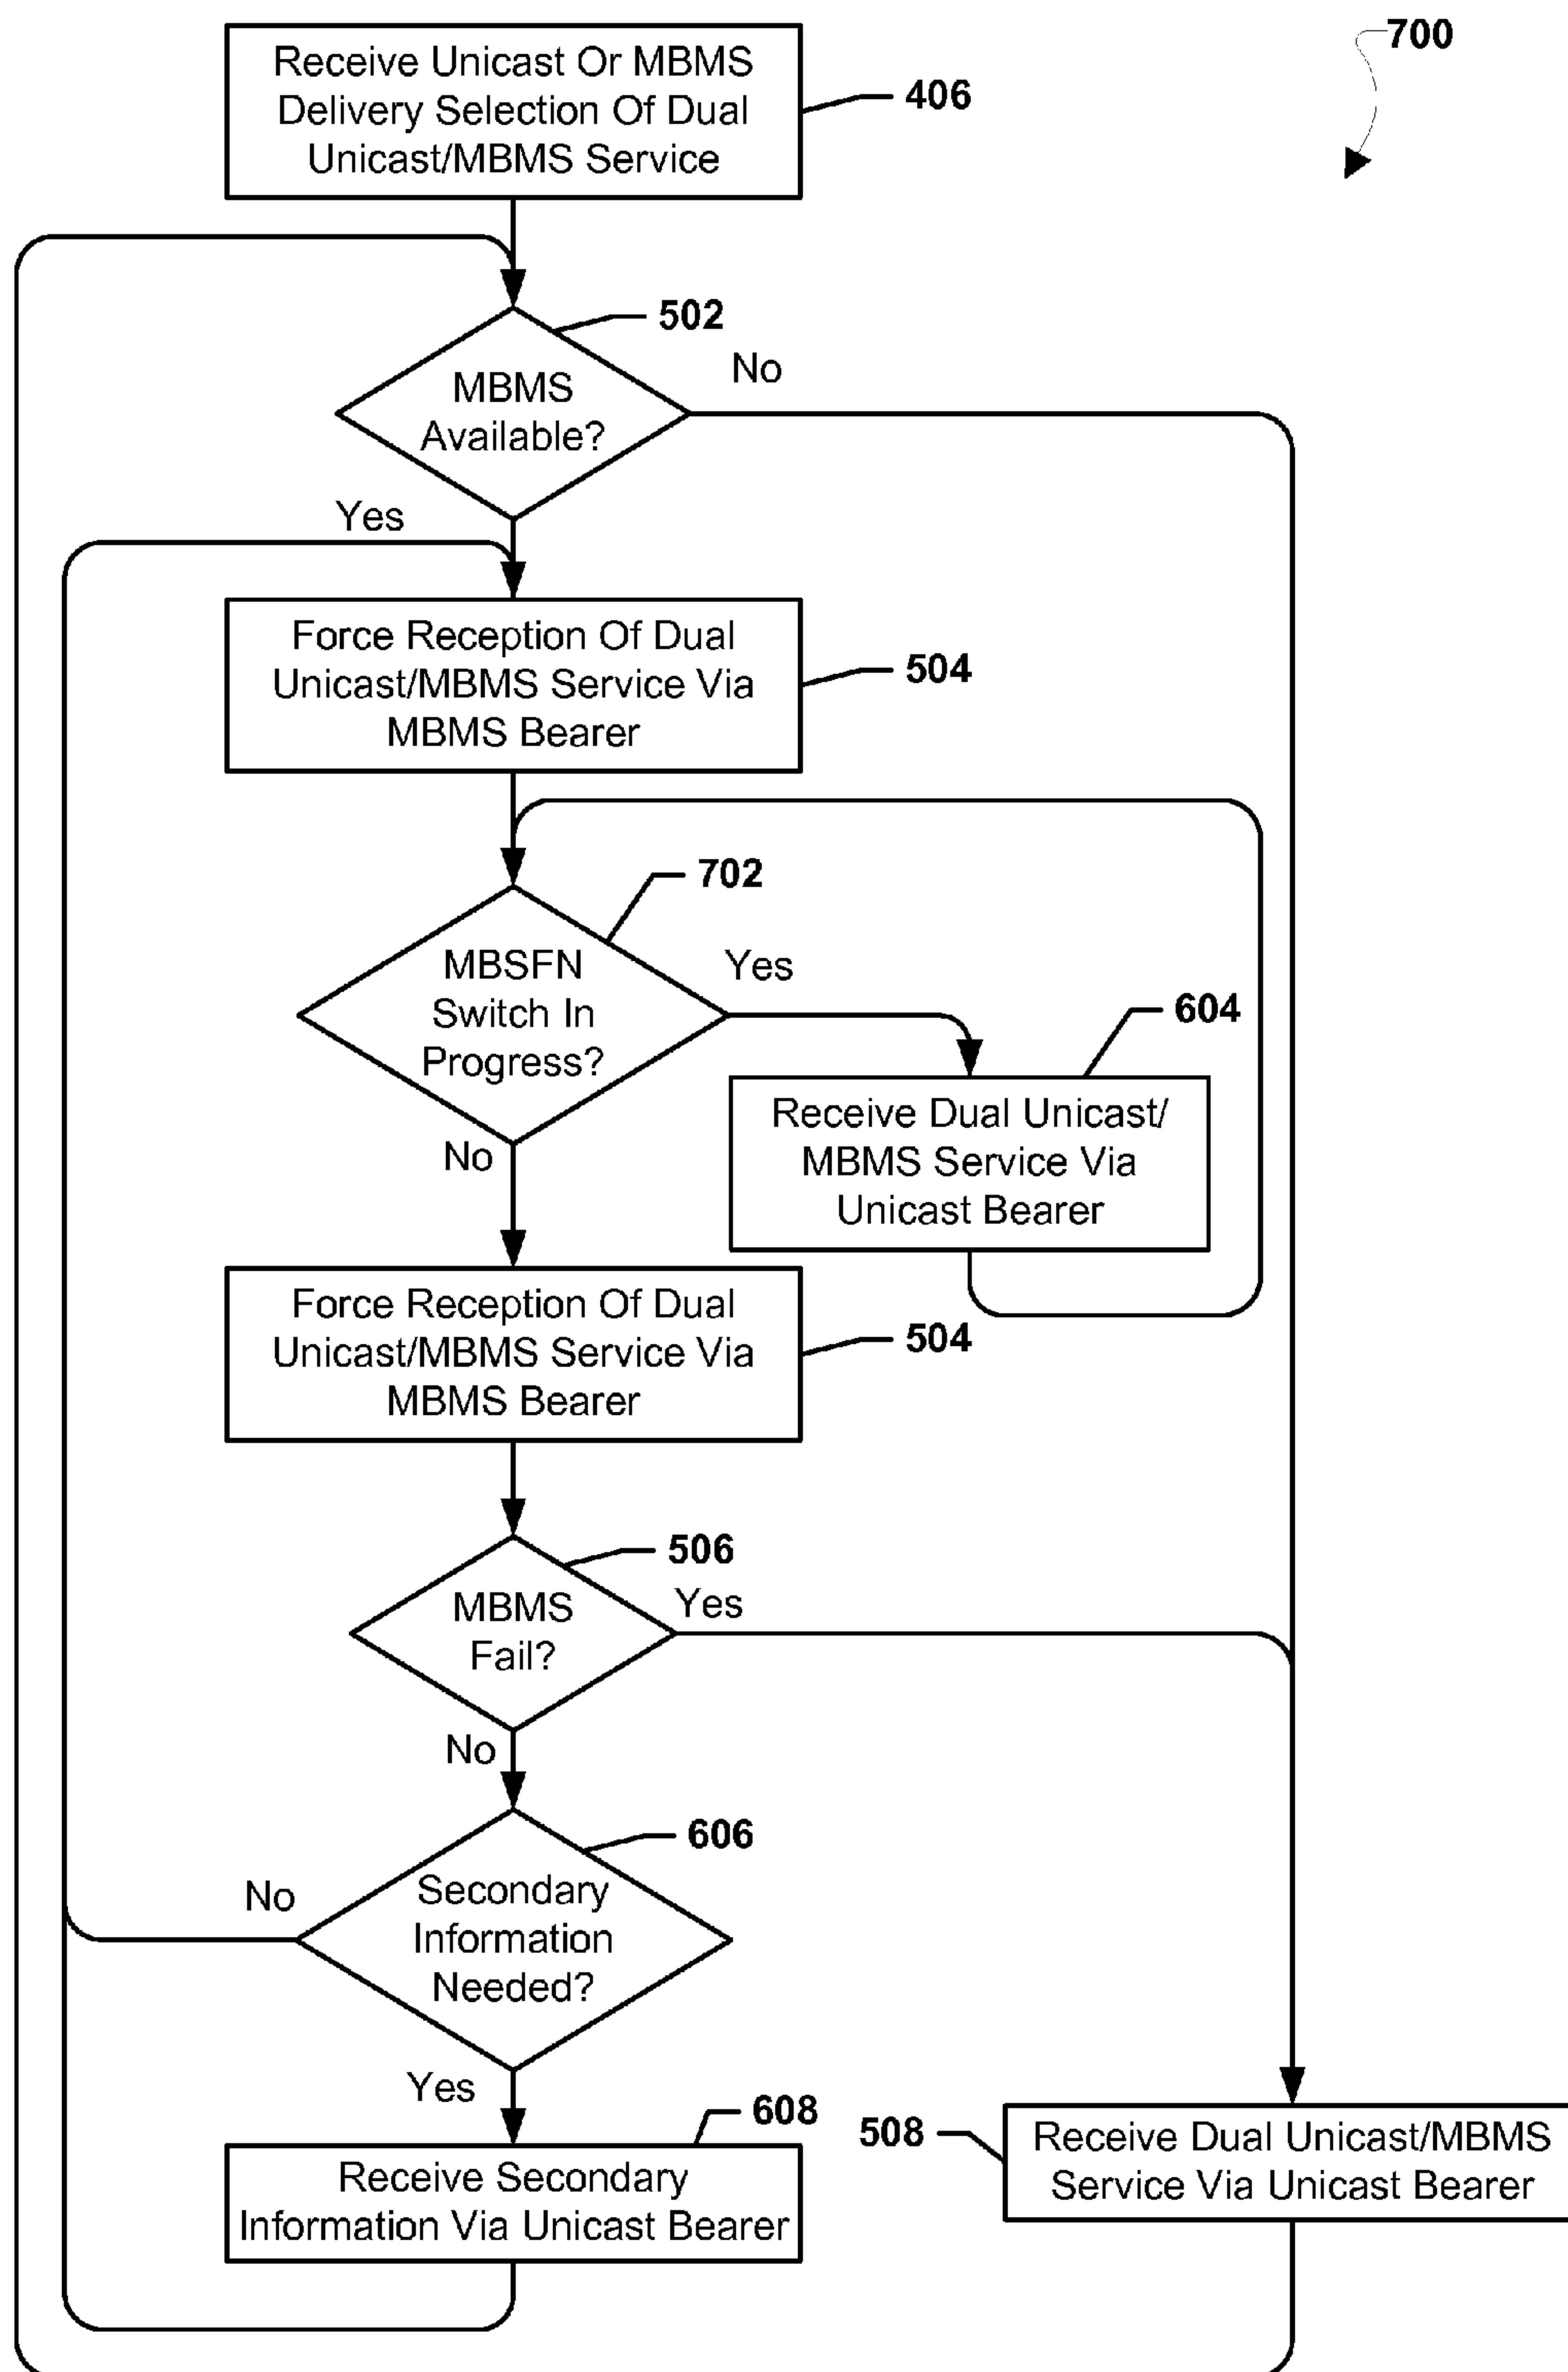 700
Receive Unicast Or MBMS
Delivery Selection Of Dual
Unicast/MBMS Service
406
502
MBMS
Available?
No
Yes
Force Reception Of Dual
Unicast/MBMS Service Via
MBMS Bearer
504
702
MBSFN
Switch In
Progress?
Yes
No
604
Receive Dual Unicast/
MBMS Service Via
Unicast Bearer
Force Reception Of Dual
Unicast/MBMS Service Via
MBMS Bearer
504
506
MBMS
Fail?
Yes
No
606
Secondary
Information
Needed?
No
Yes
608
Receive Secondary
Information Via Unicast Bearer
508
Receive Dual Unicast/MBMS
Service Via Unicast Bearer